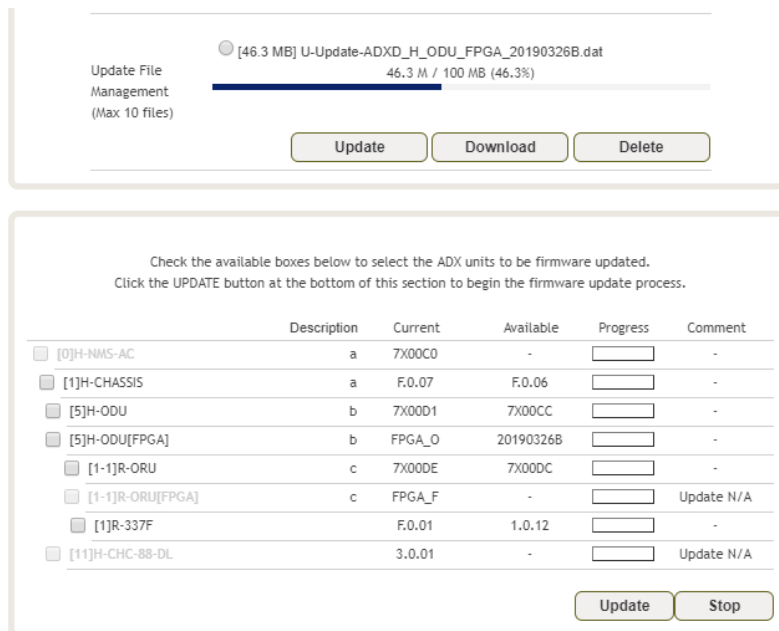 [46.3 MB] U-Update-ADXD_H_ODU_FPGA_20190326B.dat
46.3 M / 100 MB (46.3%)
Update File
Management
(Max 10 files)
Update Download Delete
Check the available boxes below to select the ADX units to be firmware updated.
Click the UPDATE button at the bottom of this section to begin the firmware update process.
Description Current Available Progress Comment
[0]H-NMS-AC a 7X00C0 - -
[1]H-CHASSIS a F.0.07 F.0.06 -
[5]H-ODU b 7X00D1 7X00CC -
[5]H-ODU[FPGA] b FPGA_O 20190326B -
[1-1]R-ORU c 7X00DE 7X00DC -
[1-1]R-ORU[FPGA] c FPGA_F - Update N/A
[1]R-337F F.0.01 1.0.12 -
[11]H-CHC-88-DL 3.0.01 - Update N/A
Update Stop